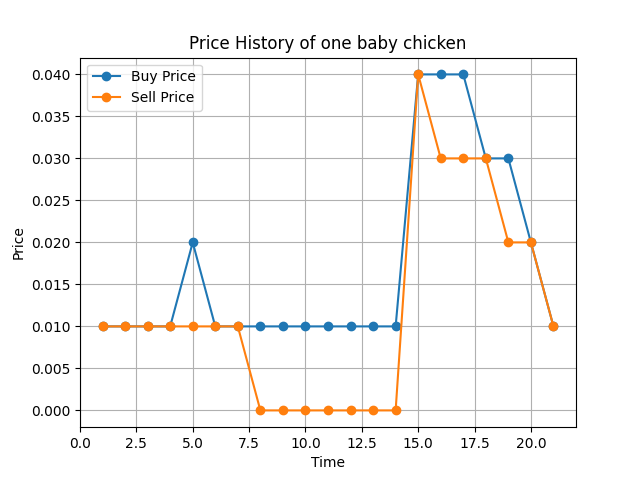 Price History of one baby chicken
Buy Price
Sell Price
0.040
0.035
0.030
0.025
0.020
0.015
0.010
0.005
0.000
Price
0.0 2.5 5.0 7.5 10.0 12.5 15.0 17.5 20.0
Time